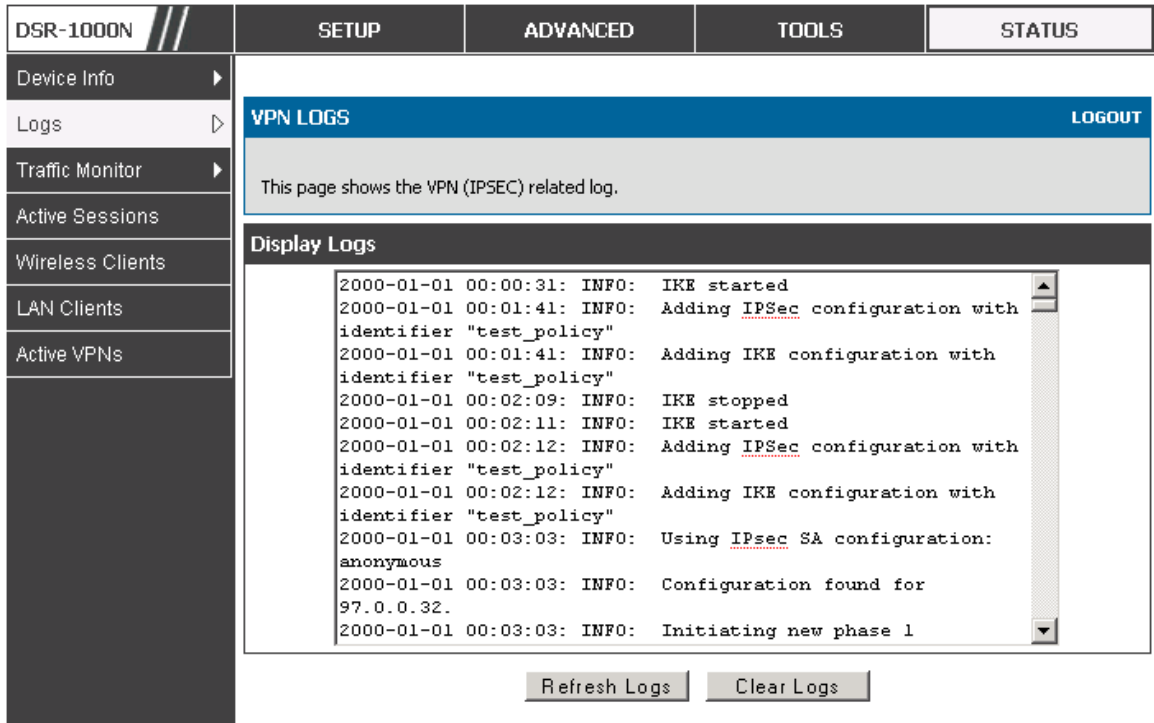 DSR-1000N
SETUP
ADVANCED
TOOLS
STATUS
Device Info
Logs
Traffic Monitor
Active Sessions
Wireless Clients
LAN Clients
Active VPNs
VPN LOGS
LOGOUT
This page shows the VPN (IPSEC) related log.
Display Logs
2000-01-01 00:00:31: INFO:  IKE started
2000-01-01 00:01:41: INFO:  Adding IPSec configuration with
identifier "test_policy"
2000-01-01 00:01:41: INFO:  Adding IKE configuration with
identifier "test_policy"
2000-01-01 00:02:09: INFO:  IKE stopped
2000-01-01 00:02:11: INFO:  IKE started
2000-01-01 00:02:12: INFO:  Adding IPSec configuration with
identifier "test_policy"
2000-01-01 00:02:12: INFO:  Adding IKE configuration with
identifier "test_policy"
2000-01-01 00:03:03: INFO:  Using IPsec SA configuration:
anonymous
2000-01-01 00:03:03: INFO:  Configuration found for
97.0.0.32.
2000-01-01 00:03:03: INFO:  Initiating new phase 1
Refresh Logs
Clear Logs